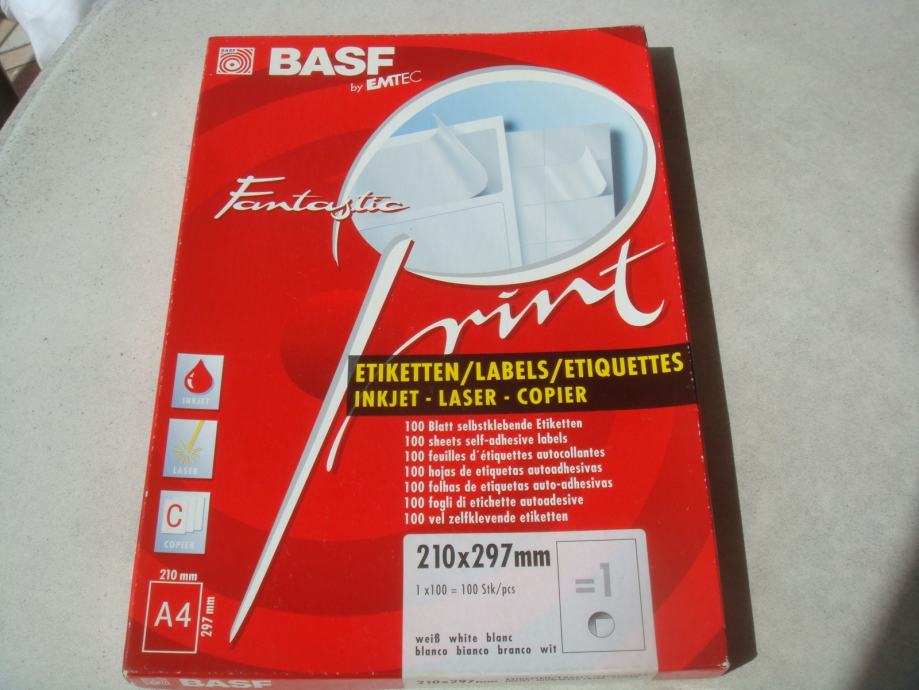 BASF
BASF
by EMTEC
Fantastic
Print
ETIKETTEN/LABELS/ETIQUETTES
INKJET - LASER - COPIER
INKJET
LASER
C
COPIER
100 Blatt selbstklebende Etiketten
100 sheets self-adhesive labels
100 feuilles d'étiquettes autocollantes
100 hojas de etiquetas autoadhesivas
100 folhas de etiquetas auto-adhesivas
100 fogli di etichette autoadesive
100 vel zelfklevende etiketten
210 mm
A4
297 mm
210x297mm
1 x100 = 100 Stk/pcs
=1
weiß white blanc
blanco bianco branco wit
BASF
210x297mm